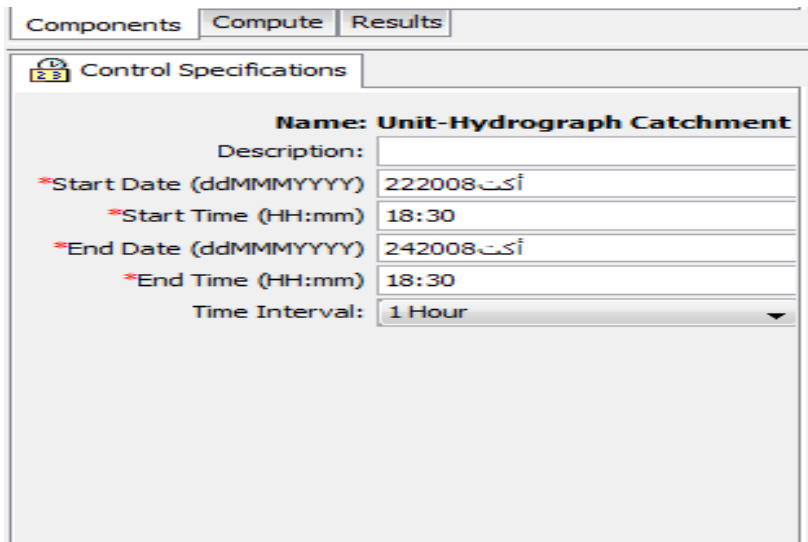 Components Compute Results
Control Specifications
Name: Unit-Hydrograph Catchment
Description:
*Start Date (ddMMMYYYY) 22أكت2008
*Start Time (HH:mm) 18:30
*End Date (ddMMMYYYY) 24أكت2008
*End Time (HH:mm) 18:30
Time Interval: 1 Hour